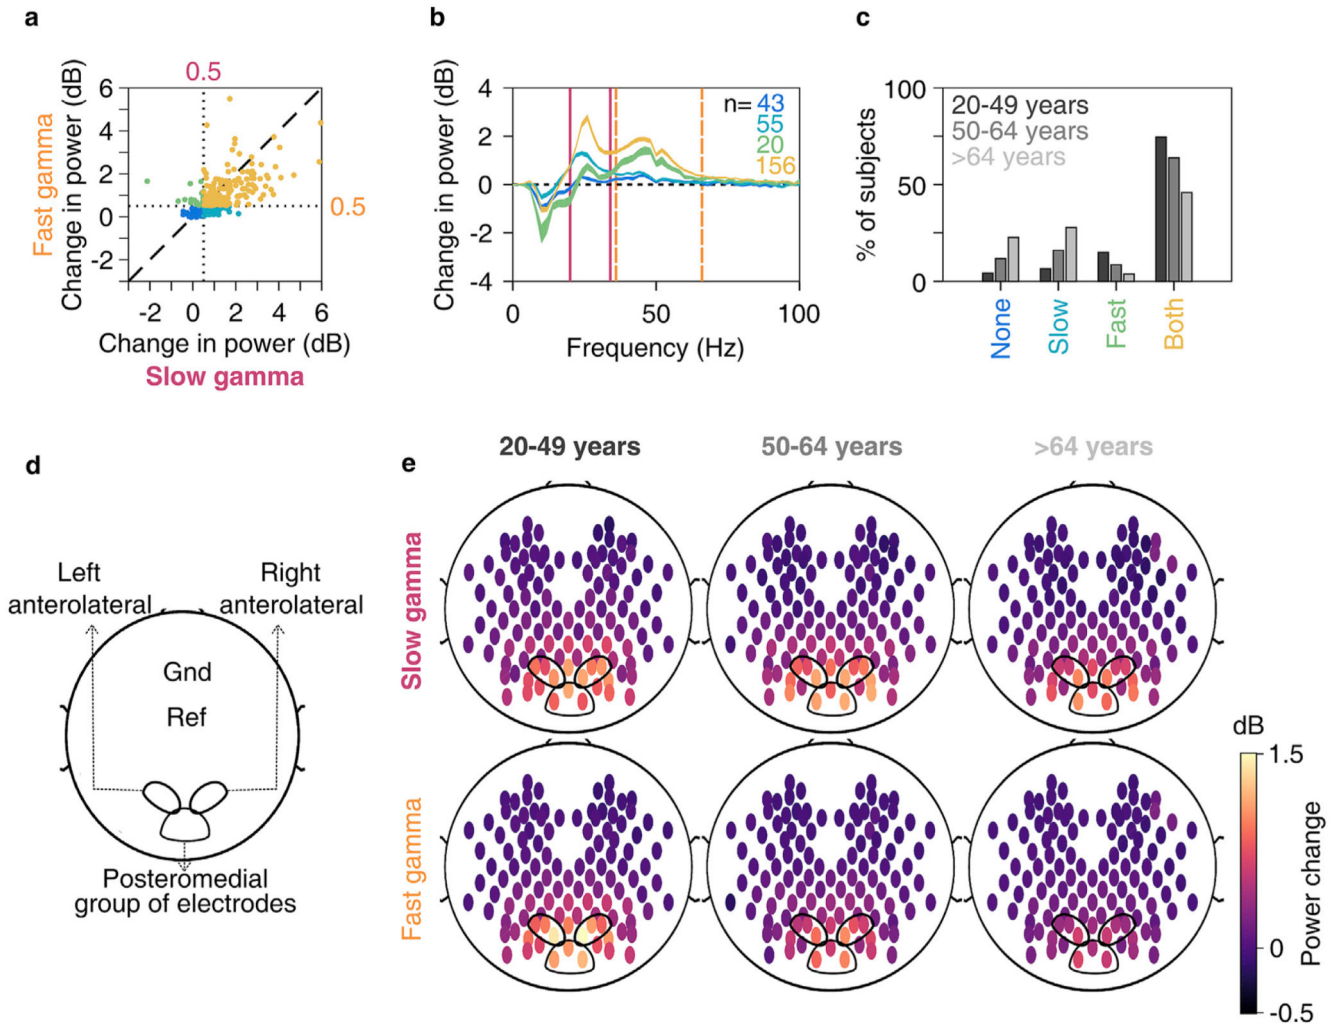 a
0.5
Fast gamma
Change in power (dB)
6
4
2
0
-2
0.5
-2 0 2 4 6
Change in power (dB)
Slow gamma
b
Change in power (dB)
4
2
0
-2
-4
n= 43
55
20
156
0 50 100
Frequency (Hz)
c
% of subjects
100
50
0
20-49 years
50-64 years
>64 years
None
Slow
Fast
Both
d
Left
anterolateral
Right
anterolateral
Gnd
Ref
Posteromedial
group of electrodes
e
20-49 years
50-64 years
>64 years
Slow gamma
Fast gamma
dB
1.5
0
-0.5
Power change